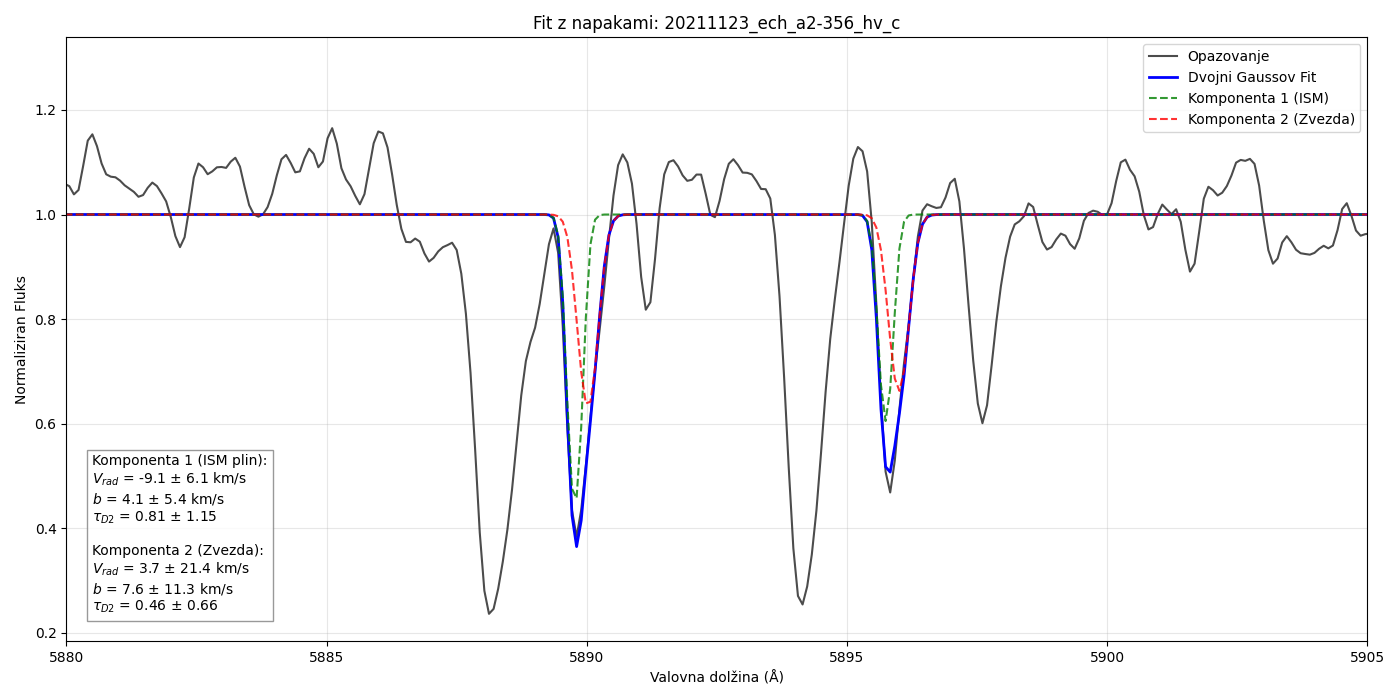 Fit z napakami: 20211123_ech_a2-356_hv_c
Normaliziran Fluks
1.2
1.0
0.8
0.6
0.4
0.2
Opazovanje
Dvojni Gaussov Fit
Komponenta 1 (ISM)
Komponenta 2 (Zvezda)
Komponenta 1 (ISM plin):
V_rad = -9.1 ± 6.1 km/s
b = 4.1 ± 5.4 km/s
τ_D2 = 0.81 ± 1.15
Komponenta 2 (Zvezda):
V_rad = 3.7 ± 21.4 km/s
b = 7.6 ± 11.3 km/s
τ_D2 = 0.46 ± 0.66
5880 5885 5890 5895 5900 5905
Valovna dolžina (Å)